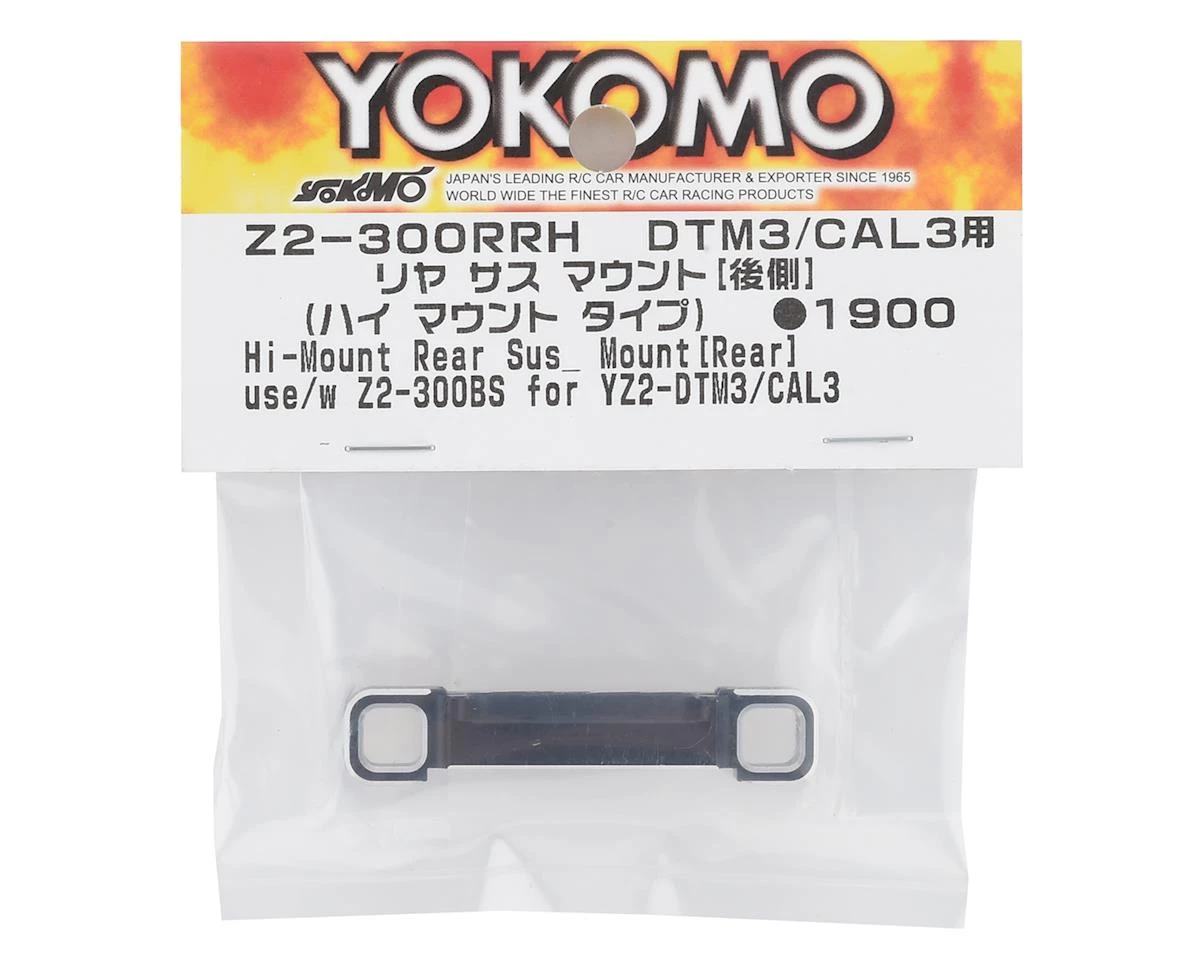 YOKOMO
YOKOMO JAPAN'S LEADING R/C CAR MANUFACTURER & EXPORTER SINCE 1965
WORLD WIDE THE FINEST R/C CAR RACING PRODUCTS
Z2-300RRH DTM3/CAL3用
リヤ サス マウント[後側]
(ハイ マウント タイプ) ●1900
Hi-Mount Rear Sus_ Mount[Rear]
use/w Z2-300BS for YZ2-DTM3/CAL3